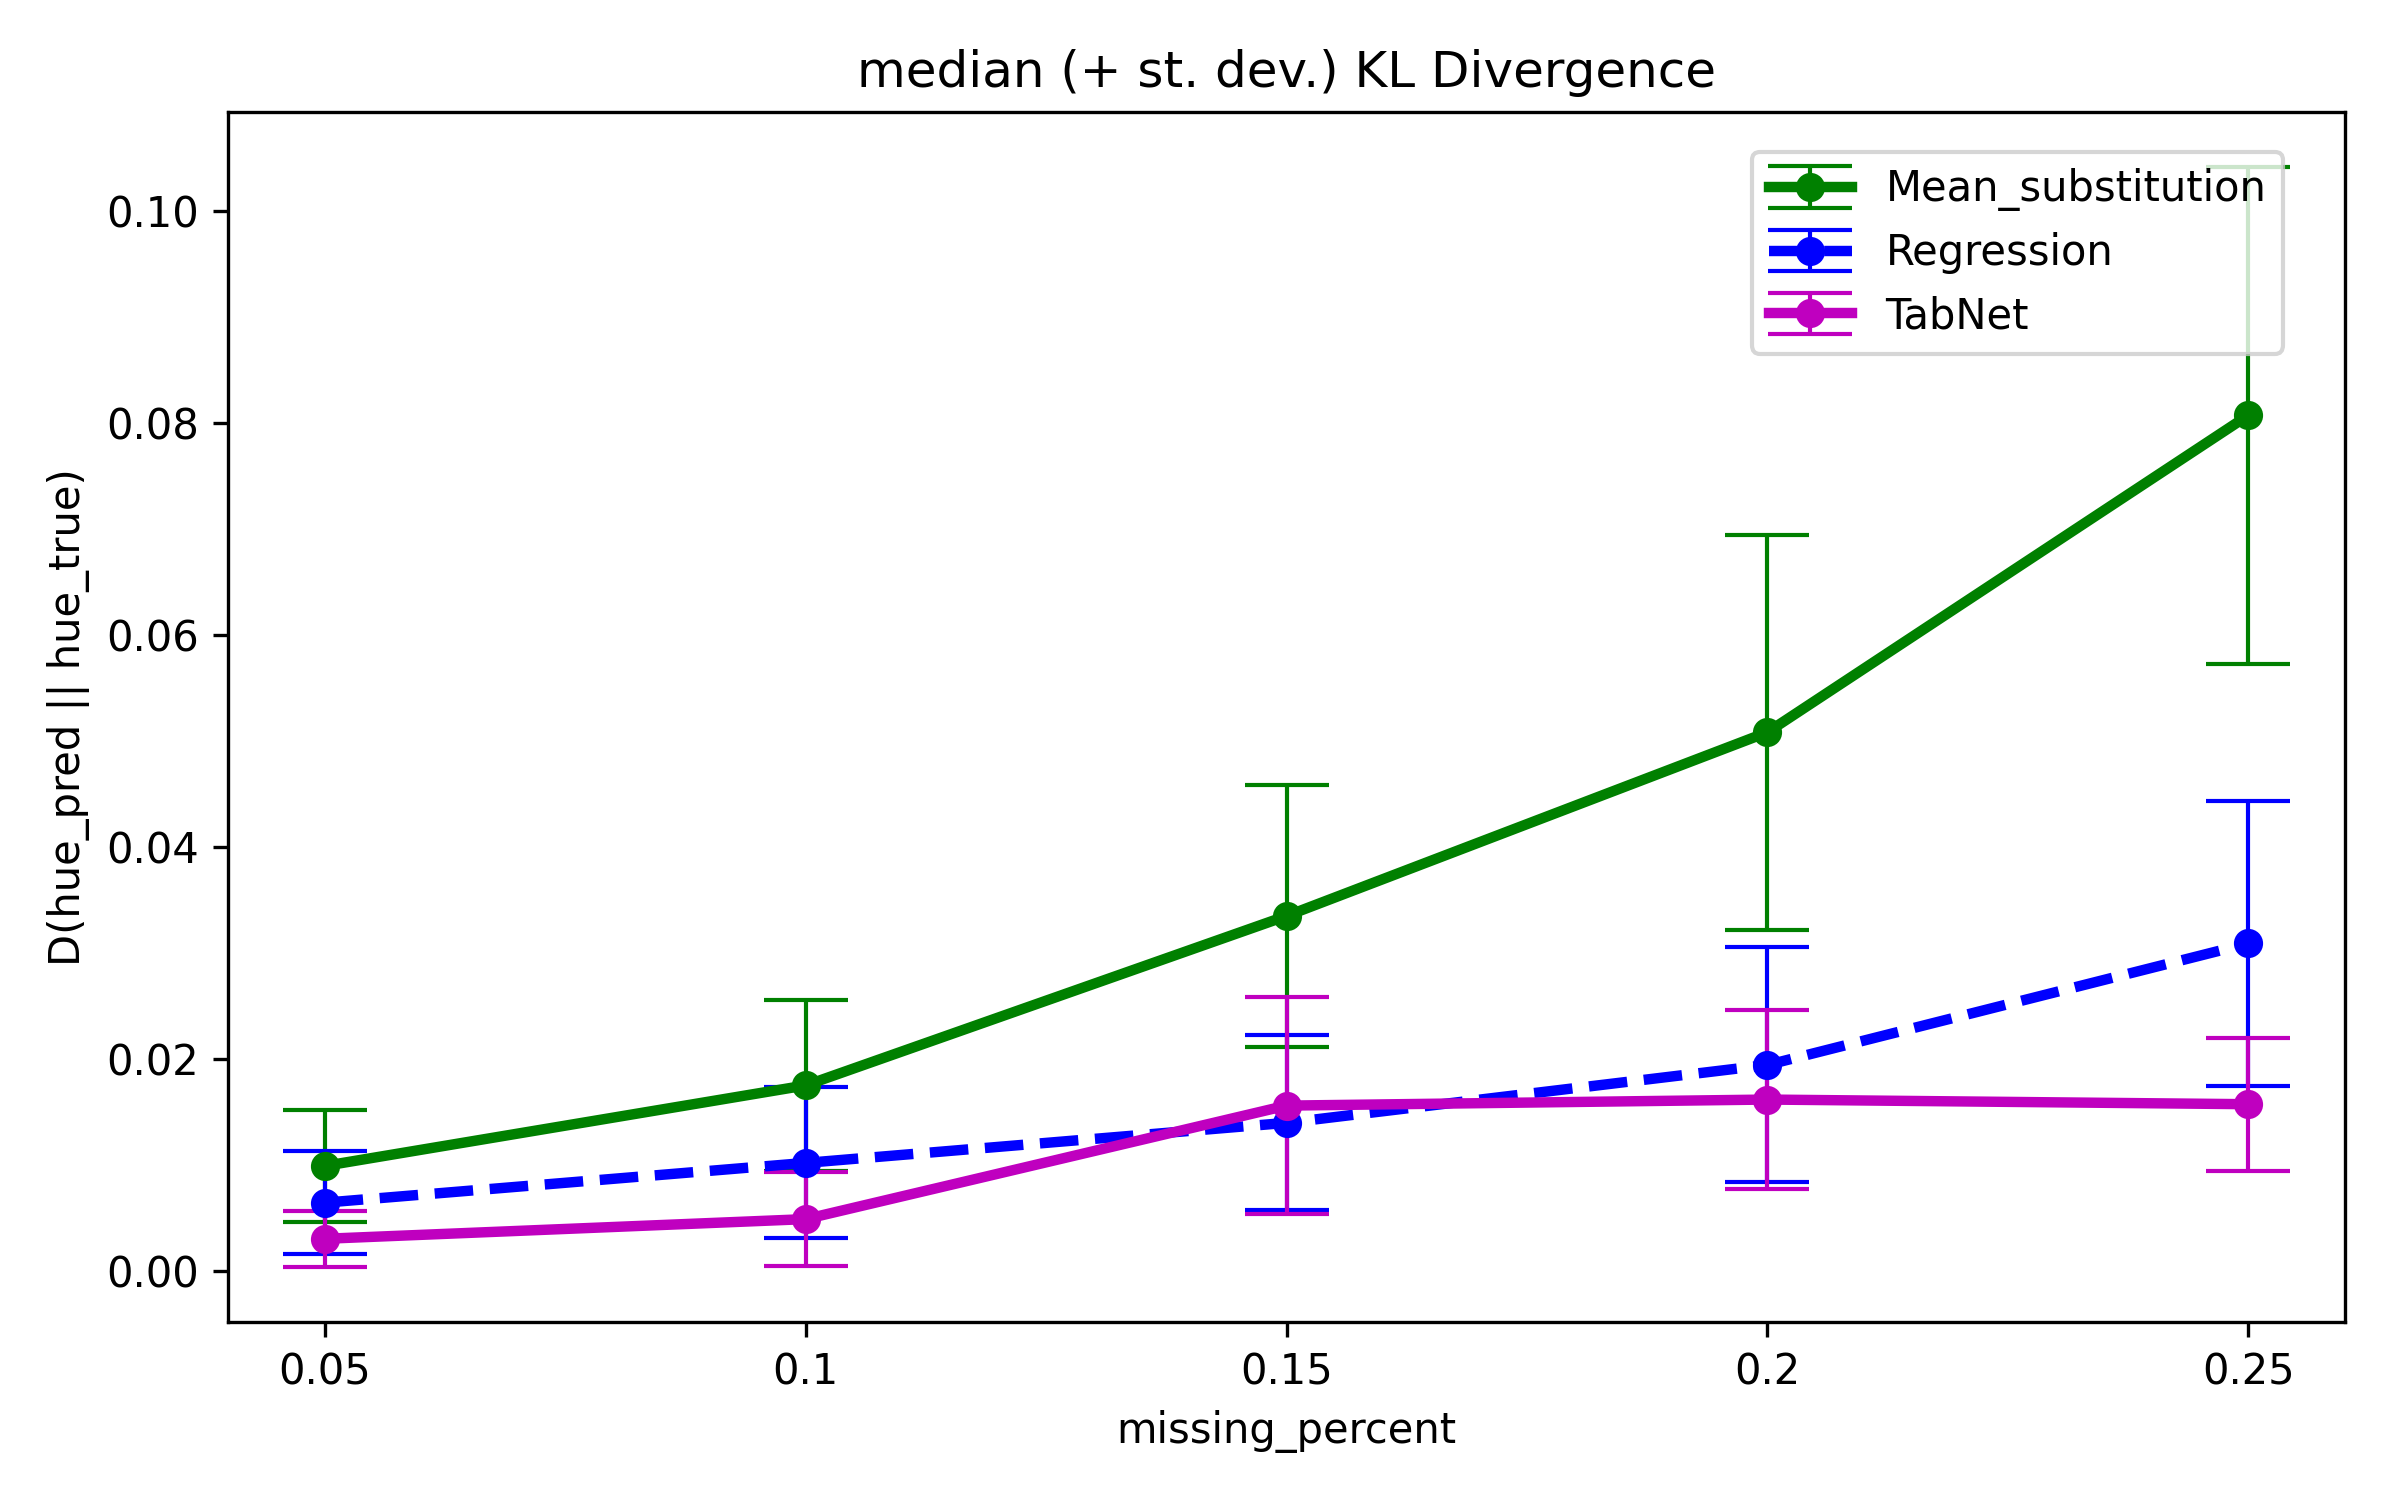 median (+ st. dev.) KL Divergence
Mean_substitution
Regression
TabNet
D(hue_pred || hue_true)
0.10
0.08
0.06
0.04
0.02
0.00
0.05 0.1 0.15 0.2 0.25
missing_percent